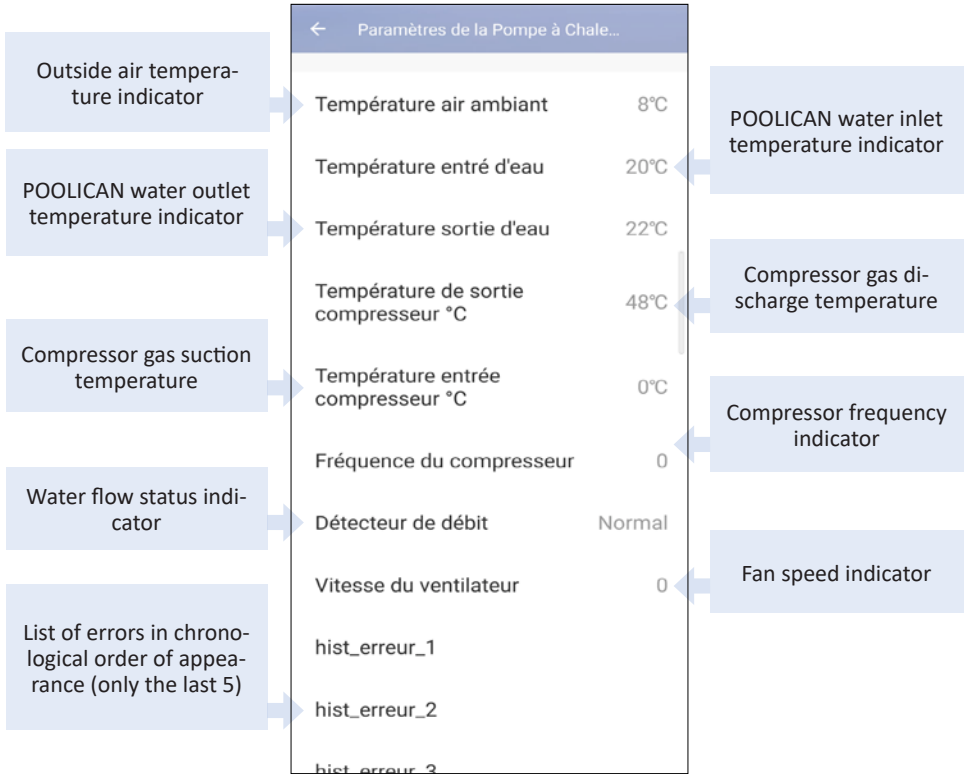 ← Paramètres de la Pompe à Chale...
Outside air tempera-
ture indicator
Température air ambiant 8°C
POOLICAN water inlet
temperature indicator
Température entré d'eau 20°C
POOLICAN water outlet
temperature indicator
Température sortie d'eau 22°C
Compressor gas di-
scharge temperature
Température de sortie
compresseur °C 48°C
Compressor gas suction
temperature
Température entrée
compresseur °C 0°C
Compressor frequency
indicator
Fréquence du compresseur 0
Water flow status indi-
cator
Détecteur de débit Normal
Fan speed indicator
Vitesse du ventilateur 0
List of errors in chrono-
logical order of appea-
rance (only the last 5)
hist_erreur_1
hist_erreur_2
hist_erreur_3